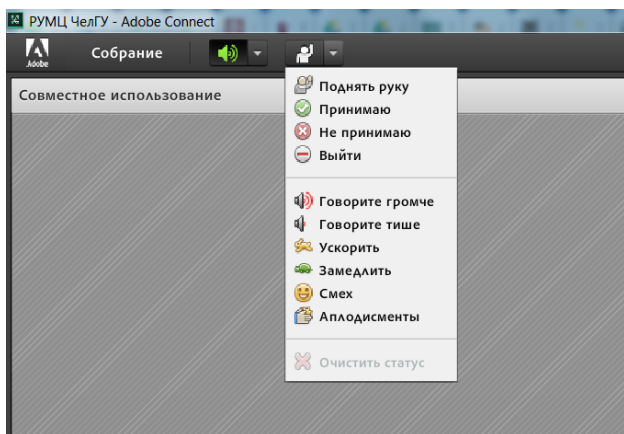 РУМЦ ЧелГУ - Adobe Connect
Adobe
Собрание
Совместное использование
Поднять руку
Принимаю
Не принимаю
Выйти
Говорите громче
Говорите тише
Ускорить
Замедлить
Смех
Аплодисменты
Очистить статус